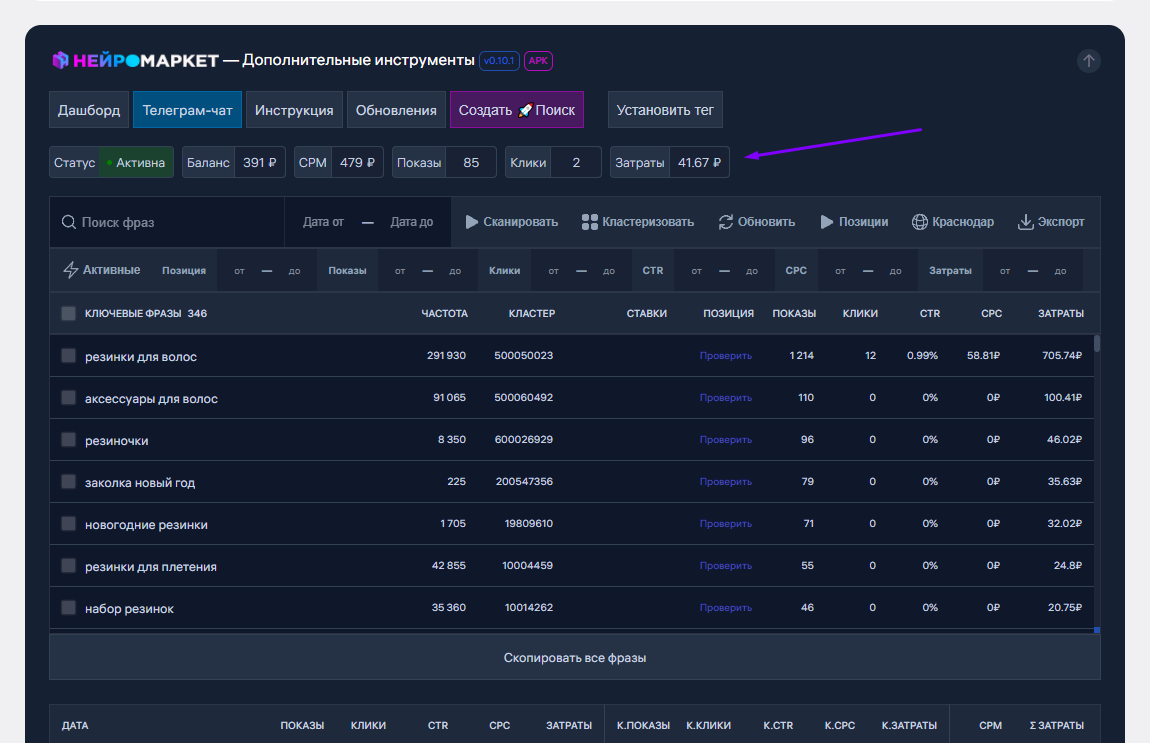 НЕЙРОМАРКЕТ — Дополнительные инструменты v0.10.1 АРК
Дашборд Телеграм-чат Инструкция Обновления Создать 🚀 Поиск Установить тег
Статус • Активна Баланс 391 ₽ CPM 479 ₽ Показы 85 Клики 2 Затраты 41.67 ₽
Поиск фраз Дата от — Дата до Сканировать Кластеризовать Обновить Позиции Краснодар Экспорт
Активные Позиция от — до Показы от — до Клики от — до CTR от — до CPC от — до Затраты от — до
КЛЮЧЕВЫЕ ФРАЗЫ 346 ЧАСТОТА КЛАСТЕР СТАВКИ ПОЗИЦИЯ ПОКАЗЫ КЛИКИ CTR CPC ЗАТРАТЫ
резинки для волос 291 930 500050023 Проверить 1 214 12 0.99% 58.81₽ 705.74₽
аксессуары для волос 91 065 500060492 Проверить 110 0 0% 0₽ 100.41₽
резиночки 8 350 600026929 Проверить 96 0 0% 0₽ 46.02₽
заколка новый год 225 200547356 Проверить 79 0 0% 0₽ 35.63₽
новогодние резинки 1 705 19809610 Проверить 71 0 0% 0₽ 32.02₽
резинки для плетения 42 855 10004459 Проверить 55 0 0% 0₽ 24.8₽
набор резинок 35 360 10014262 Проверить 46 0 0% 0₽ 20.75₽
Скопировать все фразы
ДАТА ПОКАЗЫ КЛИКИ CTR CPC ЗАТРАТЫ К.ПОКАЗЫ К.КЛИКИ К.CTR К.CPC К.ЗАТРАТЫ CPM Σ ЗАТРАТЫ